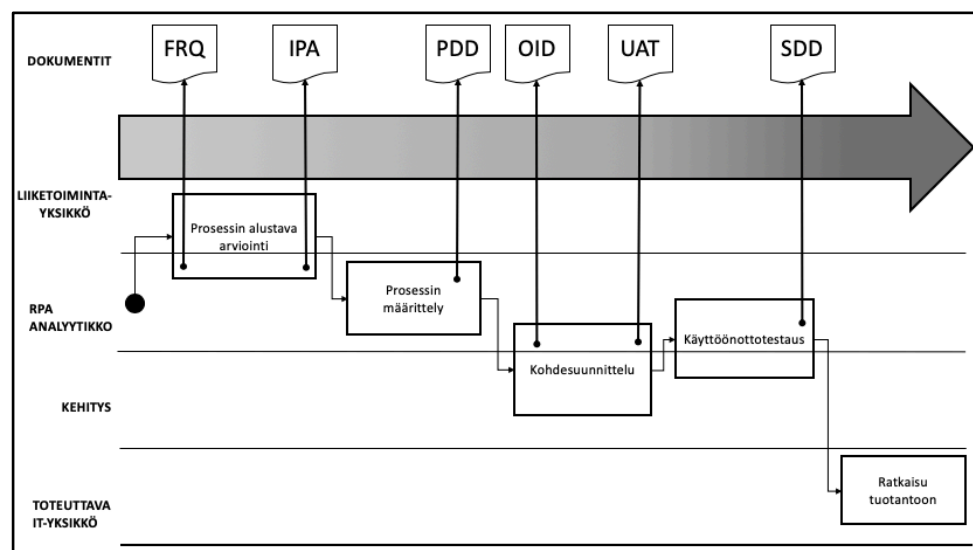 DOKUMENTIT
FRQ
IPA
PDD
OID
UAT
SDD
LIIKETOIMINTA-
YKSIKKÖ
Prosessin alustava
arviointi
RPA
ANALYYTIKKO
Prosessin
määrittely
Käyttöönottotestaus
Kohdesuunnittelu
KEHITYS
TOTEUTTAVA
IT-YKSIKKÖ
Ratkaisu
tuotantoon